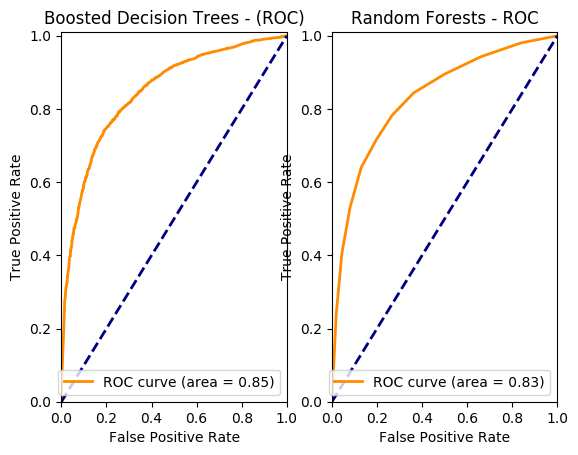 Boosted Decision Trees - (ROC)
1.0
0.8
0.6
0.4
0.2
0.0
True Positive Rate
ROC curve (area = 0.85)
0.0 0.2 0.4 0.6 0.8 1.0
False Positive Rate
Random Forests - ROC
1.0
0.8
0.6
0.4
0.2
0.0
True Positive Rate
ROC curve (area = 0.83)
0.0 0.2 0.4 0.6 0.8 1.0
False Positive Rate